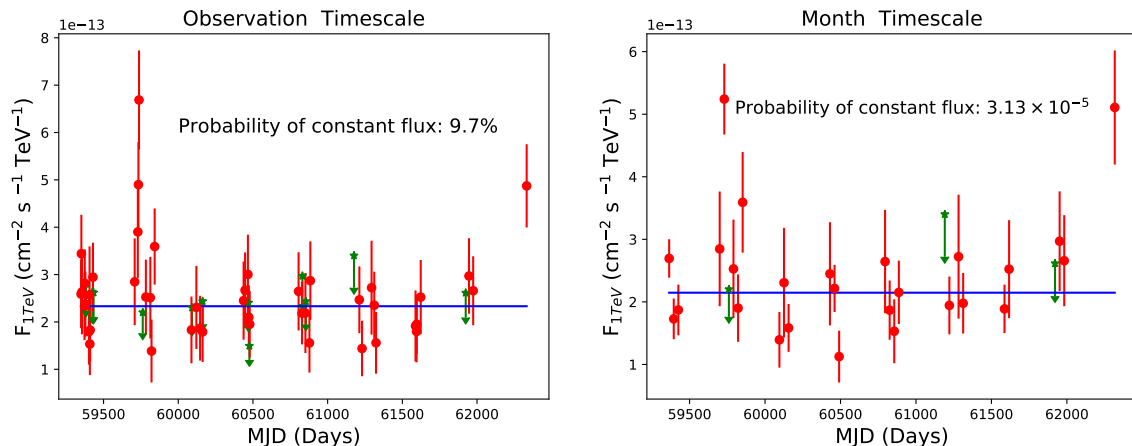 Observation Timescale
1e−13
8
7
6
5
4
3
2
1
F1TeV (cm−2 s −1 TeV−1)
Probability of constant flux: 9.7%
59500 60000 60500 61000 61500 62000
MJD (Days)
Month Timescale
1e−13
6
5
4
3
2
1
F1TeV (cm−2 s −1 TeV−1)
Probability of constant flux: 3.13 × 10−5
59500 60000 60500 61000 61500 62000
MJD (Days)